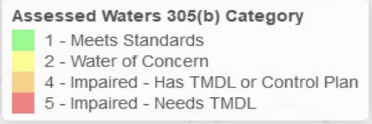 Assessed Waters 305(b) Category
1 - Meets Standards
2 - Water of Concern
4 - Impaired - Has TMDL or Control Plan
5 - Impaired - Needs TMDL